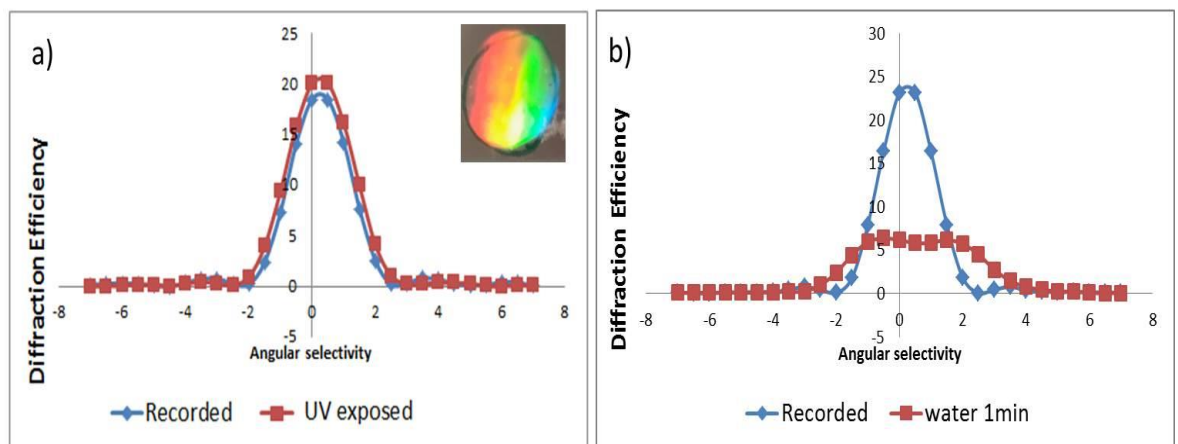 a)
25
20
15
10
5
0
-5
-8 -6 -4 -2 0 2 4 6 8
Diffraction Efficiency
Angular selectivity
Recorded UV exposed
b)
30
25
20
15
10
5
0
-5
-8 -6 -4 -2 0 2 4 6 8
Diffraction Efficiency
Angular selectivity
Recorded water 1min